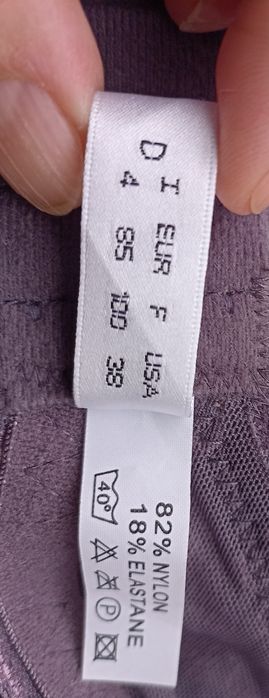 D
I EUR F USA
4 85 100 38
82% NYLON
18% ELASTANE
40° P